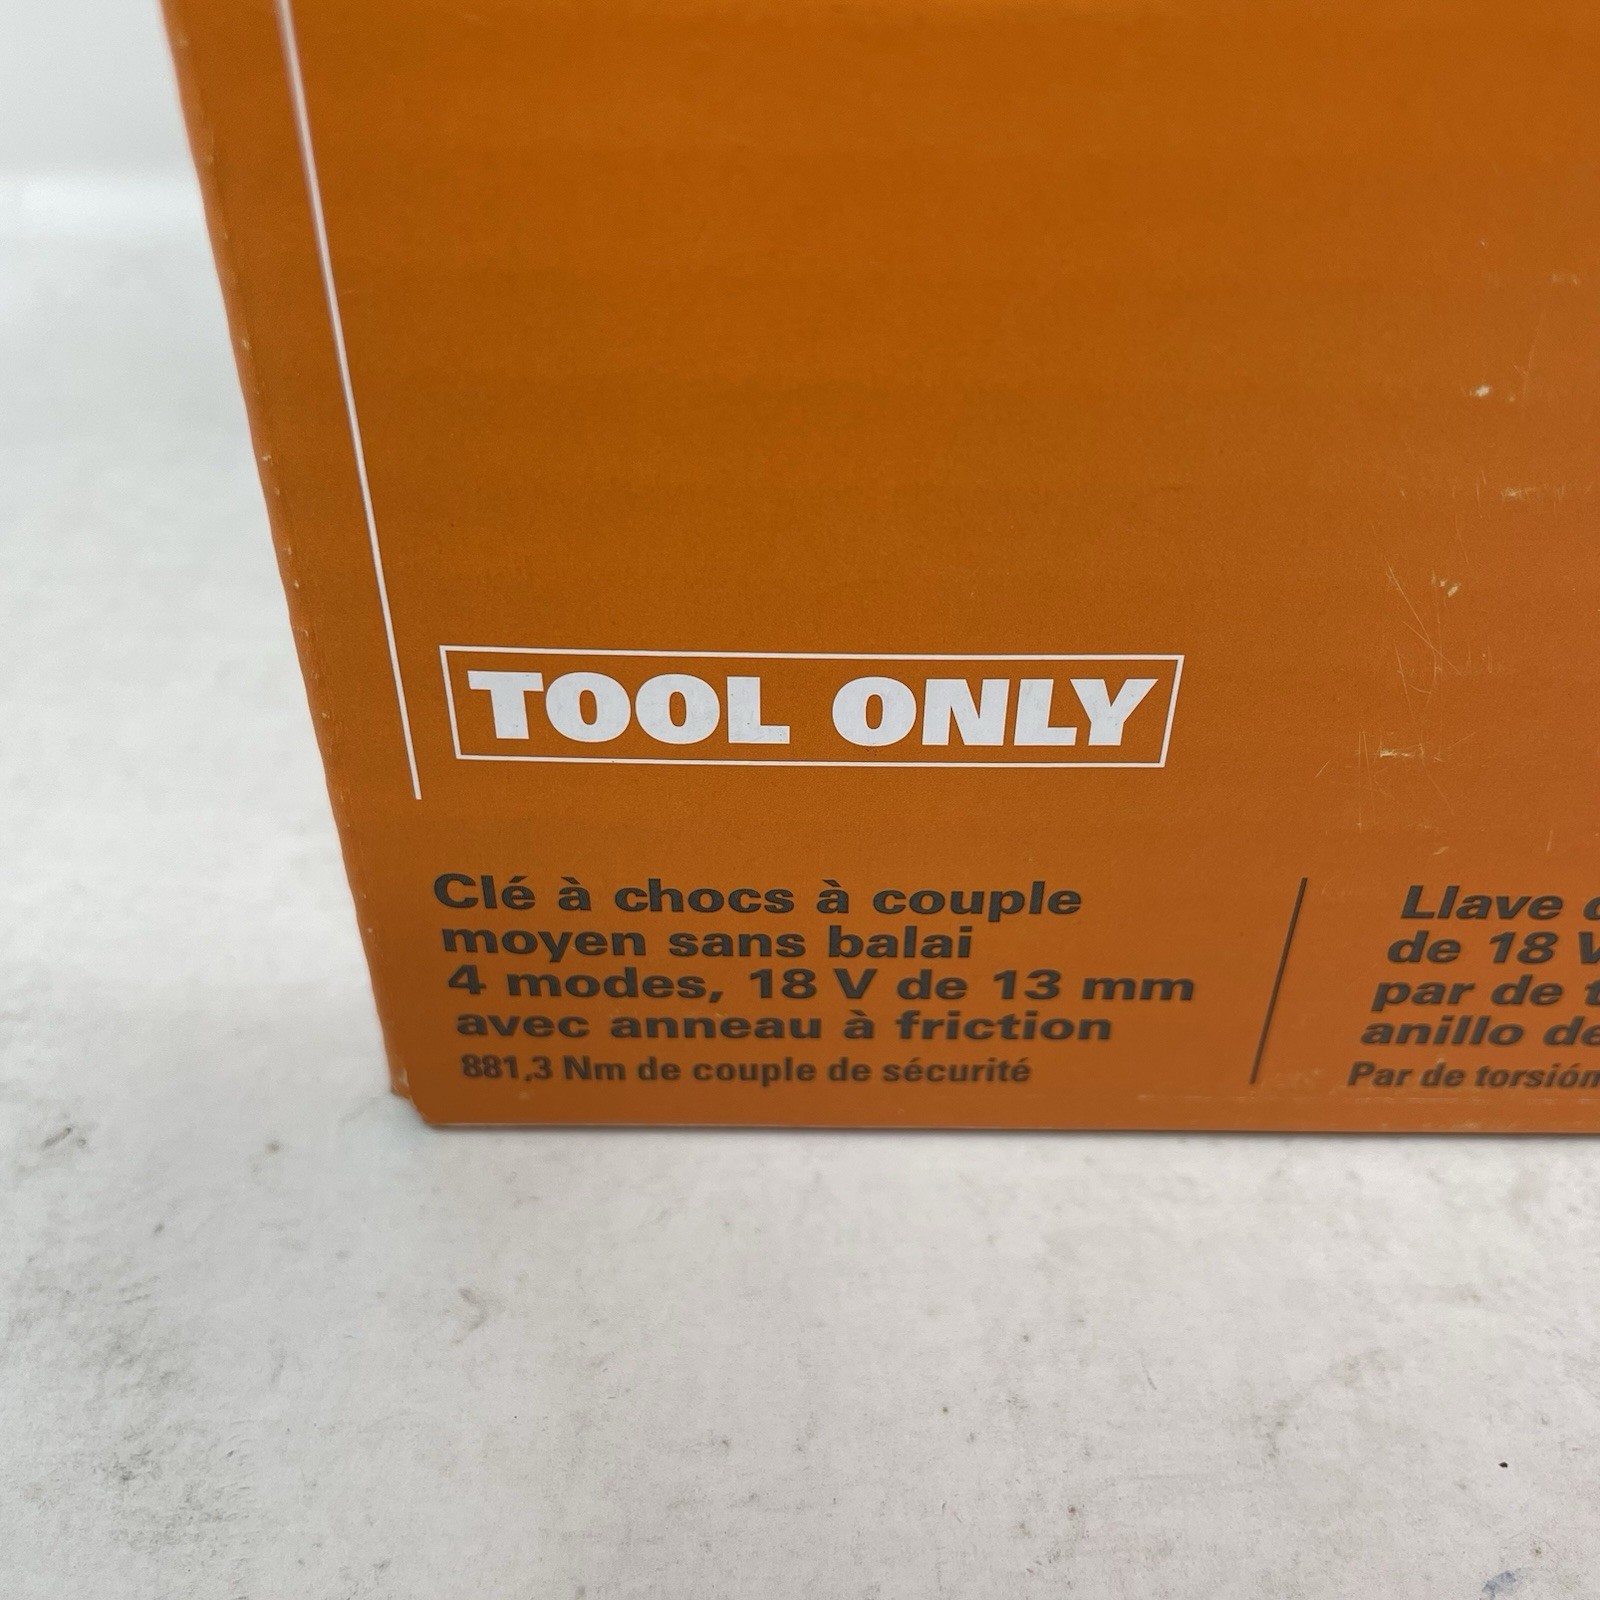 TOOL ONLY
Clé à chocs à couple
moyen sans balai
4 modes, 18 V de 13 mm
avec anneau à friction
881,3 Nm de couple de sécurité
Llave
de 18 V
par de
anillo de
Par de torsión